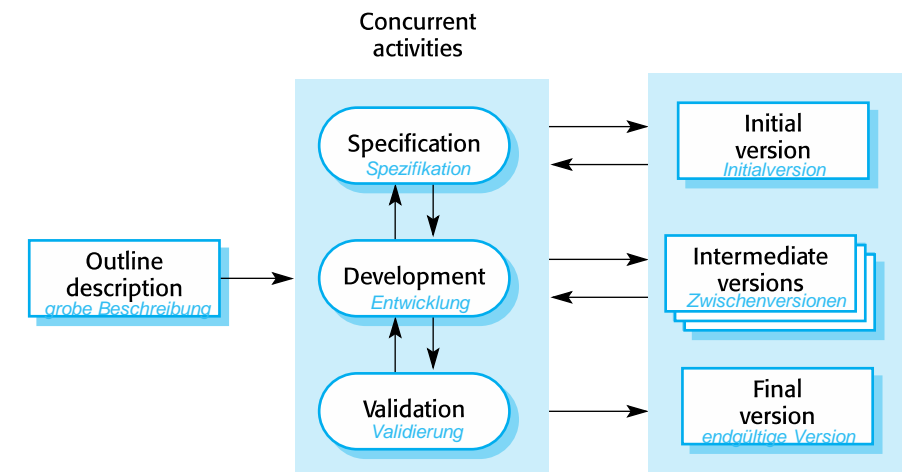 Concurrent
activities
Outline
description
grobe Beschreibung
Specification
Spezifikation
Development
Entwicklung
Validation
Validierung
Initial
version
Initialversion
Intermediate
versions
Zwischenversionen
Final
version
endgültige Version